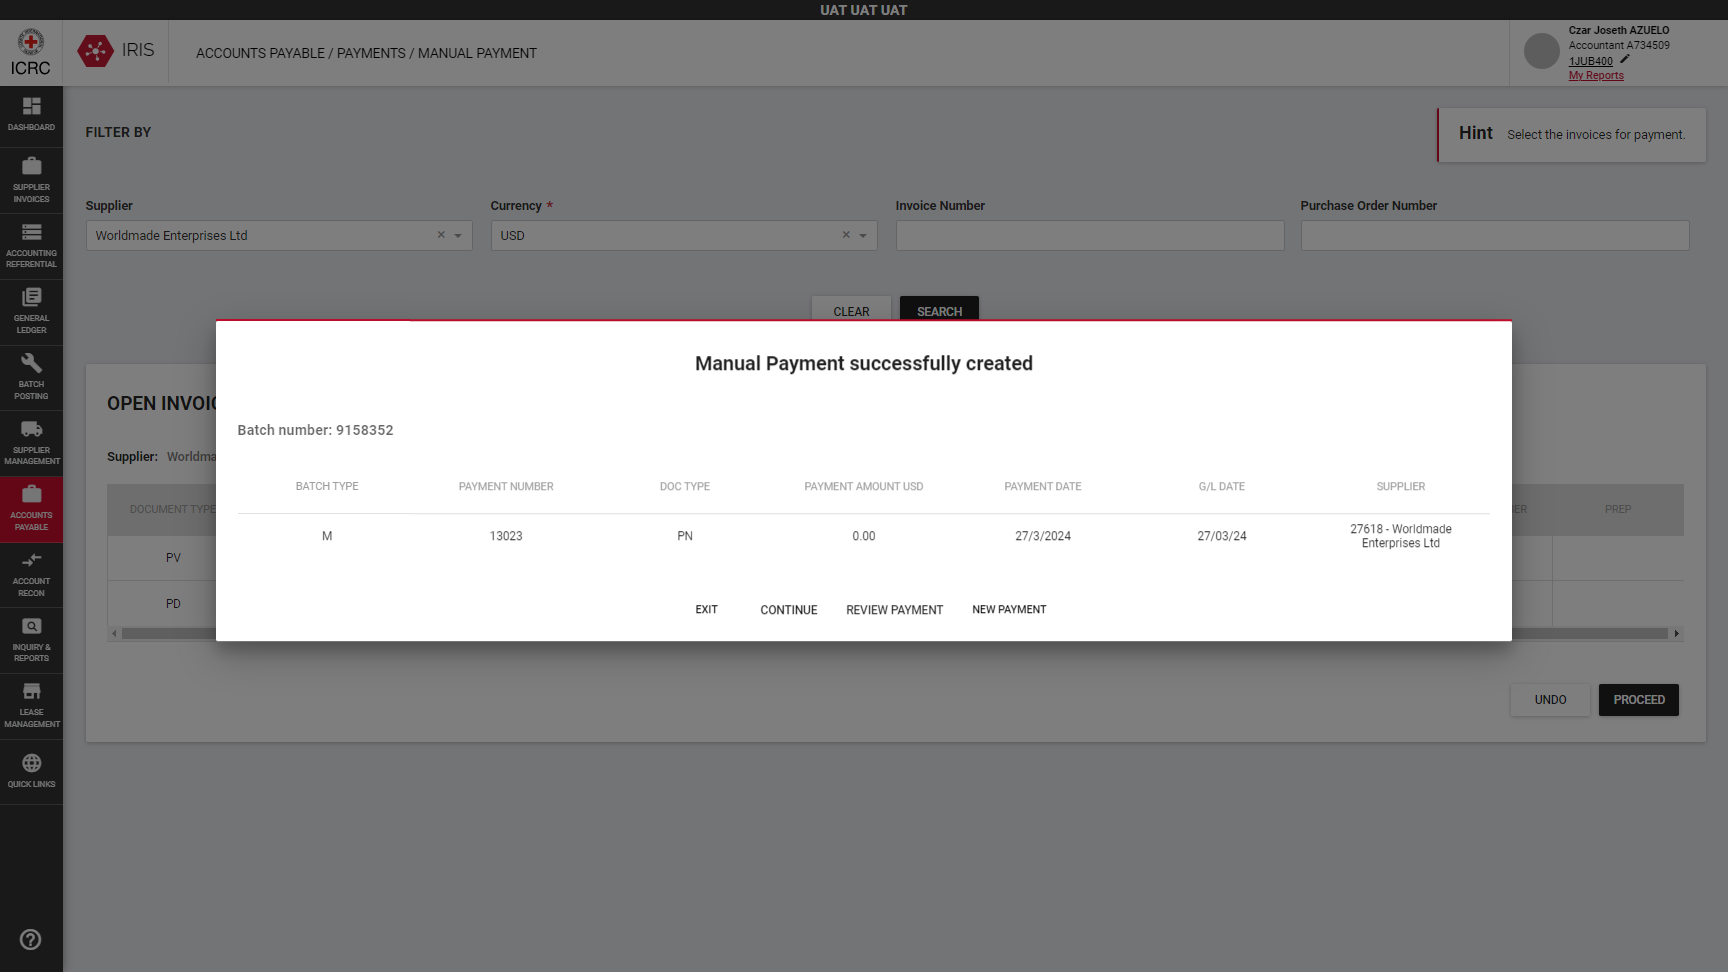 UAT UAT UAT
ICRC
IRIS
ACCOUNTS PAYABLE / PAYMENTS / MANUAL PAYMENT
Czar Joseth AZUELO
Accountant A734509
1JUB400
My Reports
DASHBOARD
SUPPLIER
INVOICES
ACCOUNTING
REFERENTIAL
GENERAL
LEDGER
BATCH
POSTING
SUPPLIER
MANAGEMENT
ACCOUNTS
PAYABLE
ACCOUNT
RECON
INQUIRY &
REPORTS
LEASE
MANAGEMENT
QUICK LINKS
FILTER BY
Hint Select the invoices for payment.
Supplier Currency * Invoice Number Purchase Order Number
Worldmade Enterprises Ltd × USD ×
CLEAR SEARCH
OPEN INVOIC
Supplier: Worldma
DOCUMENT TYPE ER PREP
PV
PD
UNDO PROCEED
Manual Payment successfully created
Batch number: 9158352
BATCH TYPE PAYMENT NUMBER DOC TYPE PAYMENT AMOUNT USD PAYMENT DATE G/L DATE SUPPLIER
M 13023 PN 0.00 27/3/2024 27/03/24 27618 - Worldmade
Enterprises Ltd
EXIT CONTINUE REVIEW PAYMENT NEW PAYMENT